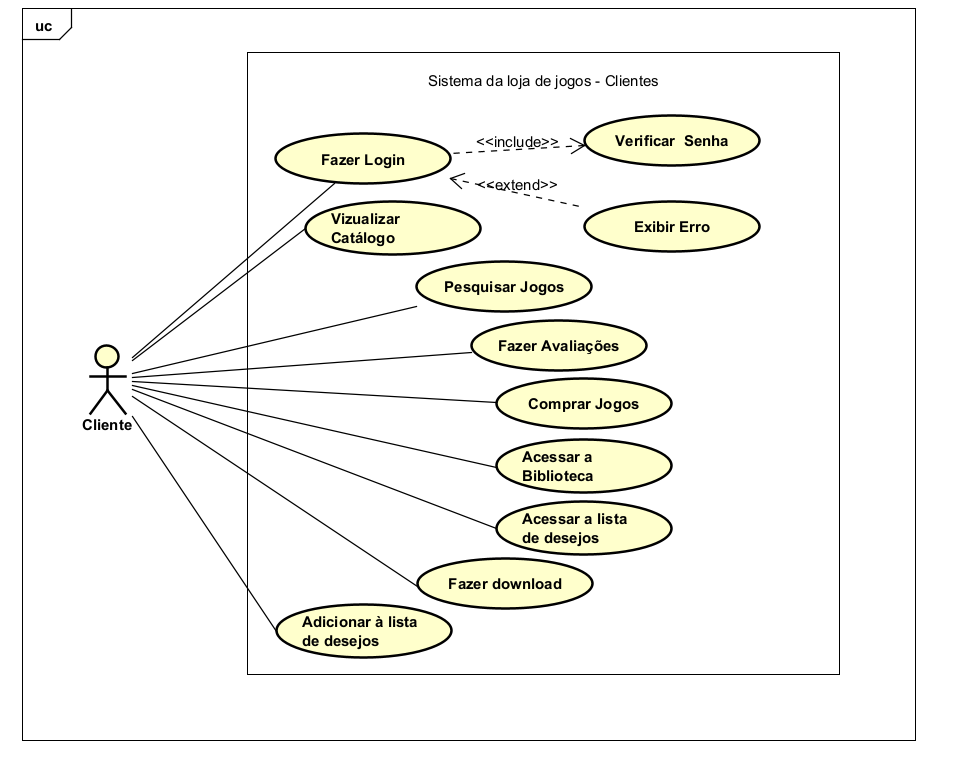 uc
Sistema da loja de jogos - Clientes
Fazer Login
<<include>>
Verificar  Senha
<<extend>>
Exibir Erro
Vizualizar
Catálogo
Pesquisar Jogos
Fazer Avaliações
Comprar Jogos
Cliente
Acessar a
Biblioteca
Acessar a lista
de desejos
Fazer download
Adicionar à lista
de desejos